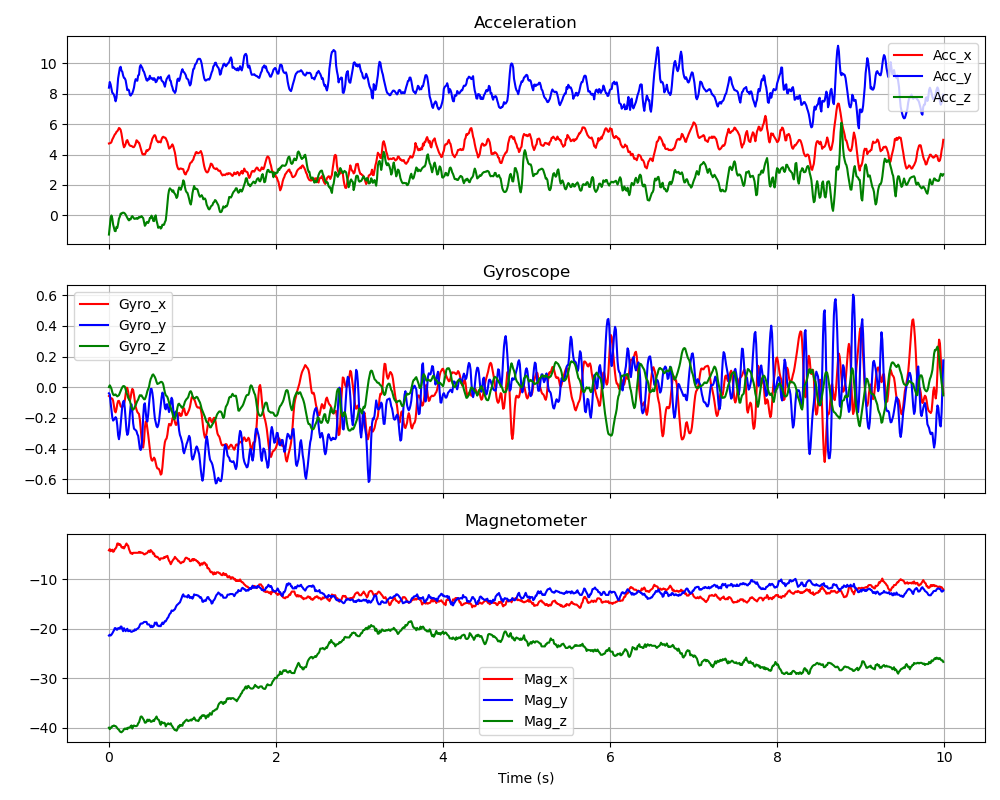 Acceleration
10
8
6
4
2
0
Acc_x
Acc_y
Acc_z
Gyroscope
0.6
0.4
0.2
0.0
−0.2
−0.4
−0.6
Gyro_x
Gyro_y
Gyro_z
Magnetometer
−10
−20
−30
−40
Mag_x
Mag_y
Mag_z
0 2 4 6 8 10
Time (s)